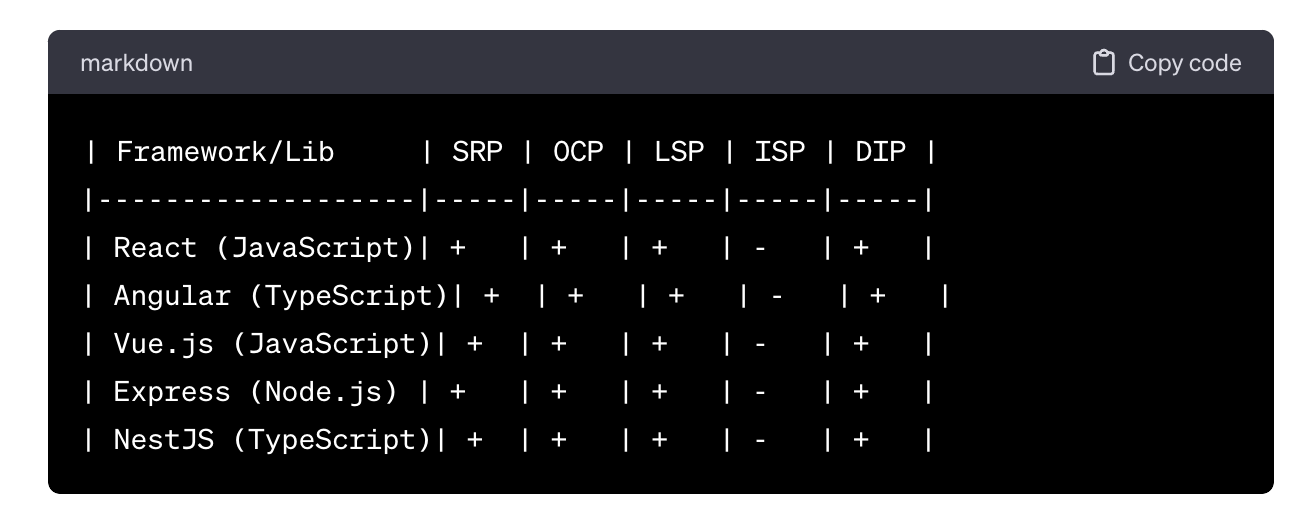 markdown Copy code
| Framework/Lib     | SRP | OCP | LSP | ISP | DIP |
|-------------------|-----|-----|-----|-----|-----|
| React (JavaScript)| +   | +   | +   | -   | +   |
| Angular (TypeScript)| +  | +   | +   | -   | +   |
| Vue.js (JavaScript)| +  | +   | +   | -   | +   |
| Express (Node.js) | +   | +   | +   | -   | +   |
| NestJS (TypeScript)| +  | +   | +   | -   | +   |